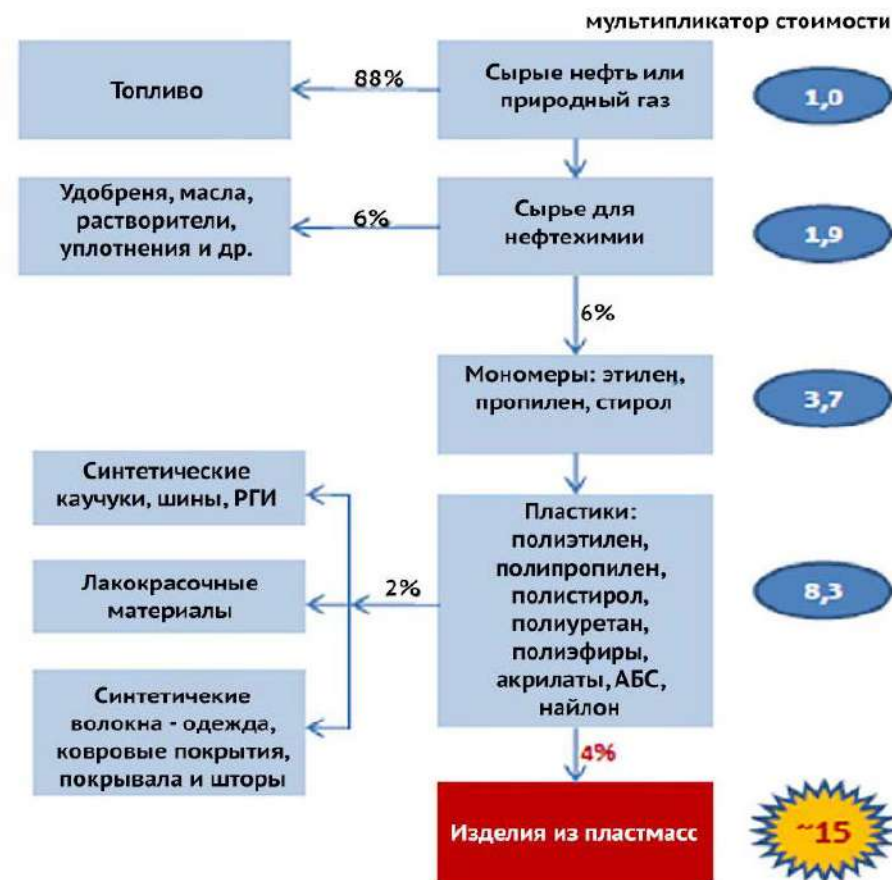 мультипликатор стоимости
Топливо
88%
Сырые нефть или
природный газ
1,0
Удобреня, масла,
растворители,
уплотнения и др.
6%
Сырье для
нефтехимии
1,9
6%
Мономеры: этилен,
пропилен, стирол
3,7
Синтетические
каучуки, шины, РГИ
Лакокрасочные
материалы
Синтетичекие
волокна - одежда,
ковровые покрытия,
покрывала и шторы
2%
Пластики:
полиэтилен,
полипропилен,
полистирол,
полиуретан,
полиэфиры,
акрилаты, АБС,
найлон
8,3
4%
Изделия из пластмасс
~15